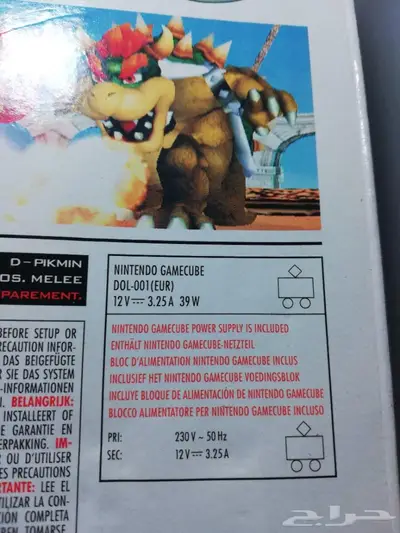 D-PIKMIN
OS. MELEE
PAREMENT.
NINTENDO GAMECUBE
DOL-001(EUR)
12V⎓ 3.25A 39W
NINTENDO GAMECUBE POWER SUPPLY IS INCLUDED
ENTHÄLT NINTENDO GAMECUBE-NETZTEIL
BLOC D'ALIMENTATION NINTENDO GAMECUBE INCLUS
INCLUSIEF HET NINTENDO GAMECUBE VOEDINGSBLOK
INCLUYE BLOQUE DE ALIMENTACIÓN DE NINTENDO GAMECUBE
BLOCCO ALIMENTATORE PER NINTENDO GAMECUBE INCLUSO
PRI: 230V - 50Hz
SEC: 12V⎓ 3.25A
BEFORE SETUP OR
RECAUTION INFOR-
DAS BEIGEFÜGTE
R SIE DAS SYSTEM
-INFORMATIONEN
. BELANGRIJK:
INSTALLEERT OF
E GARANTIE EN
ERPAKKING. IM-
R OU D'UTILISER
ES PRECAUTIONS
RTANTE: LEE EL
TILIZAR LA CON-
CIÓN COMPLETA
حراج